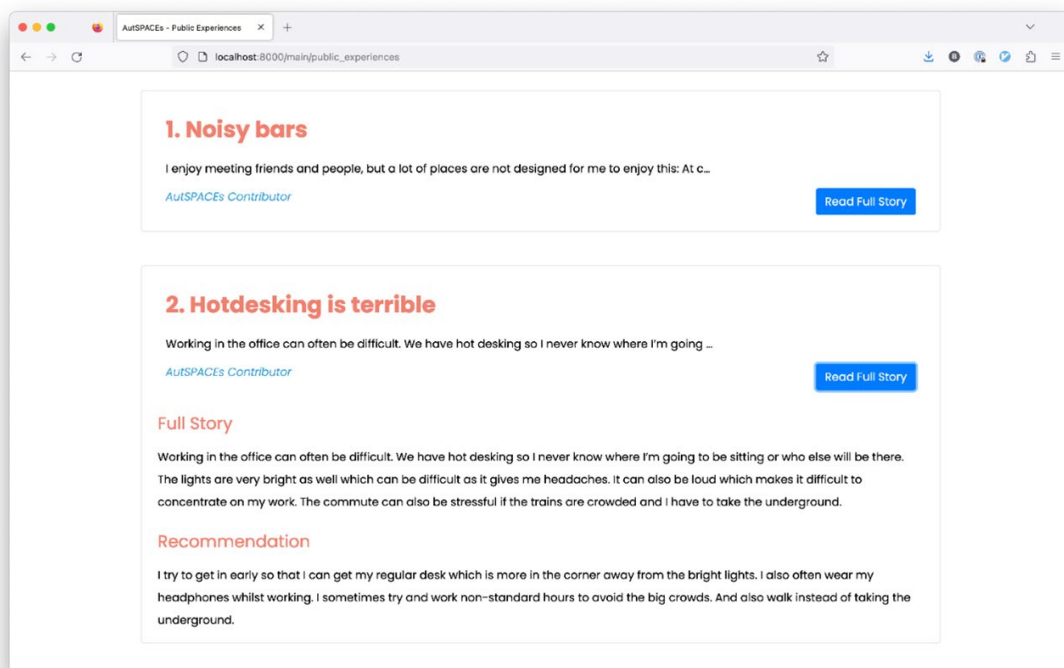 AutSPACEs - Public Experiences
localhost:8000/main/public_experiences
1. Noisy bars
I enjoy meeting friends and people, but a lot of places are not designed for me to enjoy this: At c...
AutSPACEs Contributor
Read Full Story
2. Hotdesking is terrible
Working in the office can often be difficult. We have hot desking so I never know where I'm going ...
AutSPACEs Contributor
Read Full Story
Full Story
Working in the office can often be difficult. We have hot desking so I never know where I'm going to be sitting or who else will be there.
The lights are very bright as well which can be difficult as it gives me headaches. It can also be loud which makes it difficult to
concentrate on my work. The commute can also be stressful if the trains are crowded and I have to take the underground.
Recommendation
I try to get in early so that I can get my regular desk which is more in the corner away from the bright lights. I also often wear my
headphones whilst working. I sometimes try and work non-standard hours to avoid the big crowds. And also walk instead of taking the
underground.